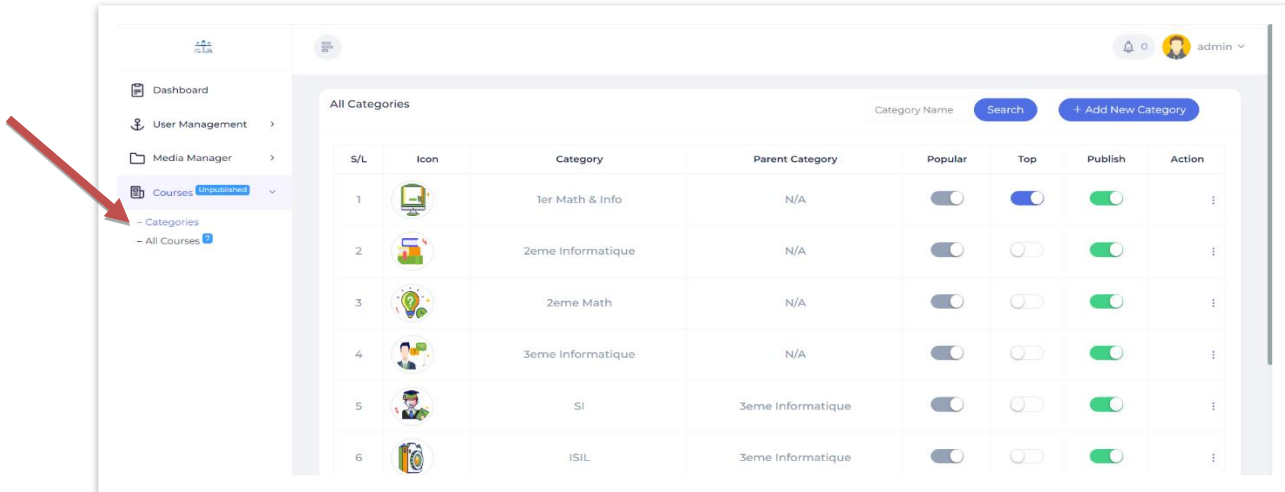 0 admin
Dashboard
User Management
Media Manager
Courses Unpublished
– Categories
– All Courses 7
All Categories
Category Name Search + Add New Category
S/L Icon Category Parent Category Popular Top Publish Action
1 1er Math & Info N/A
2 2eme Informatique N/A
3 2eme Math N/A
4 3eme Informatique N/A
5 SI 3eme Informatique
6 ISIL 3eme Informatique